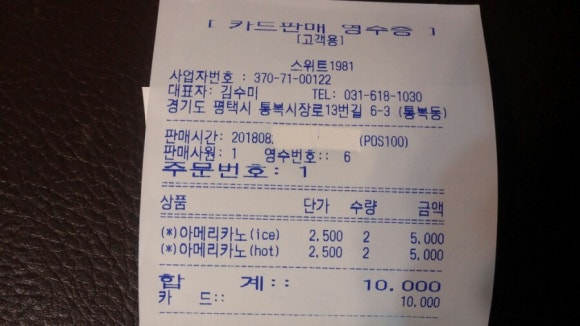 [ 카드판매 영수증 ]
[고객용]
스위트1981
사업자번호 : 370-71-00122
대표자: 김수미 TEL: 031-618-1030
경기도 평택시 통복시장로13번길 6-3 (통복동)
판매시간: 201808. (POS100)
판매사원: 1 영수번호:: 6
주문번호: 1
상품 단가 수량 금액
(*)아메리카노(ice) 2,500 2 5,000
(*)아메리카노(hot) 2,500 2 5,000
합 계:: 10,000
카 드:: 10,000